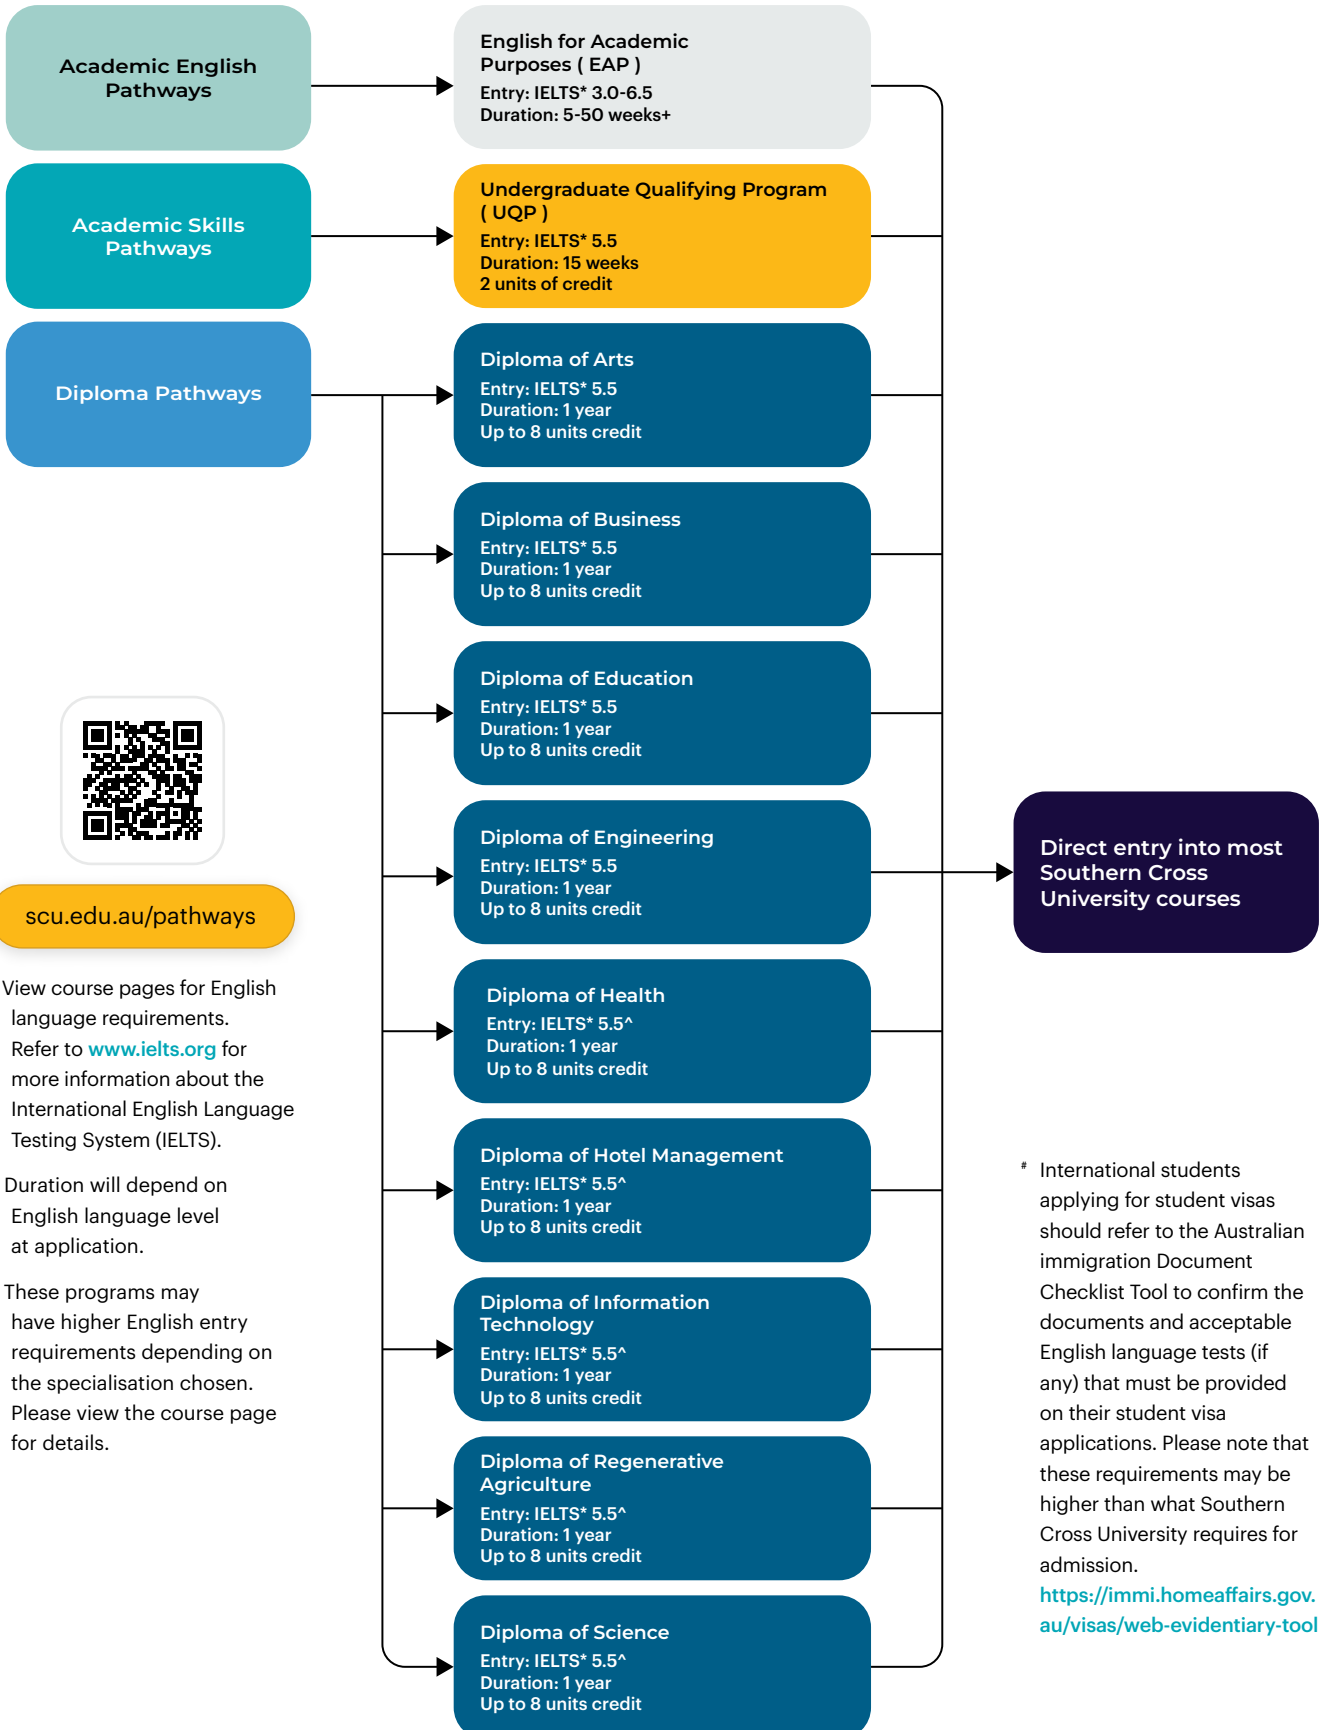 Academic English
Pathways
English for Academic
Purposes ( EAP )
Entry: IELTS* 3.0-6.5
Duration: 5-50 weeks+
Academic Skills
Pathways
Undergraduate Qualifying Program
( UQP )
Entry: IELTS* 5.5
Duration: 15 weeks
2 units of credit
Diploma Pathways
Diploma of Arts
Entry: IELTS* 5.5
Duration: 1 year
Up to 8 units credit
Diploma of Business
Entry: IELTS* 5.5
Duration: 1 year
Up to 8 units credit
Diploma of Education
Entry: IELTS* 5.5
Duration: 1 year
Up to 8 units credit
Diploma of Engineering
Entry: IELTS* 5.5
Duration: 1 year
Up to 8 units credit
Diploma of Health
Entry: IELTS* 5.5^
Duration: 1 year
Up to 8 units credit
Diploma of Hotel Management
Entry: IELTS* 5.5^
Duration: 1 year
Up to 8 units credit
Diploma of Information
Technology
Entry: IELTS* 5.5^
Duration: 1 year
Up to 8 units credit
Diploma of Regenerative
Agriculture
Entry: IELTS* 5.5^
Duration: 1 year
Up to 8 units credit
Diploma of Science
Entry: IELTS* 5.5^
Duration: 1 year
Up to 8 units credit
Direct entry into most
Southern Cross
University courses
scu.edu.au/pathways
View course pages for English
language requirements.
Refer to www.ielts.org for
more information about the
International English Language
Testing System (IELTS).
Duration will depend on
English language level
at application.
These programs may
have higher English entry
requirements depending on
the specialisation chosen.
Please view the course page
for details.
# International students
applying for student visas
should refer to the Australian
immigration Document
Checklist Tool to confirm the
documents and acceptable
English language tests (if
any) that must be provided
on their student visa
applications. Please note that
these requirements may be
higher than what Southern
Cross University requires for
admission.
https://immi.homeaffairs.gov.
au/visas/web-evidentiary-tool